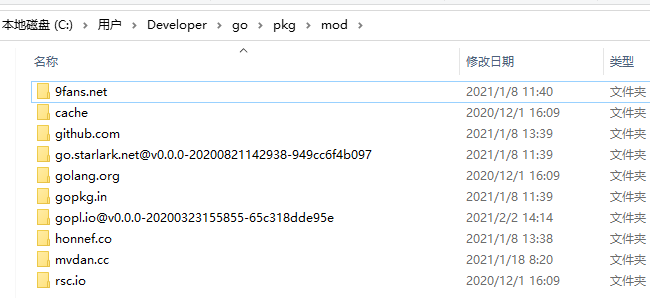 本地磁盘 (C:) > 用户 > Developer > go > pkg > mod >
名称 修改日期 类型
9fans.net 2021/1/8 11:40 文件夹
cache 2020/12/1 16:09 文件夹
github.com 2021/1/8 13:39 文件夹
go.starlark.net@v0.0.0-20200821142938-949cc6f4b097 2021/1/8 11:39 文件夹
golang.org 2020/12/1 16:09 文件夹
gopkg.in 2021/1/8 11:39 文件夹
gopl.io@v0.0.0-20200323155855-65c318dde95e 2021/2/2 14:14 文件夹
honnef.co 2021/1/8 13:38 文件夹
mvdan.cc 2021/1/18 8:20 文件夹
rsc.io 2020/12/1 16:09 文件夹